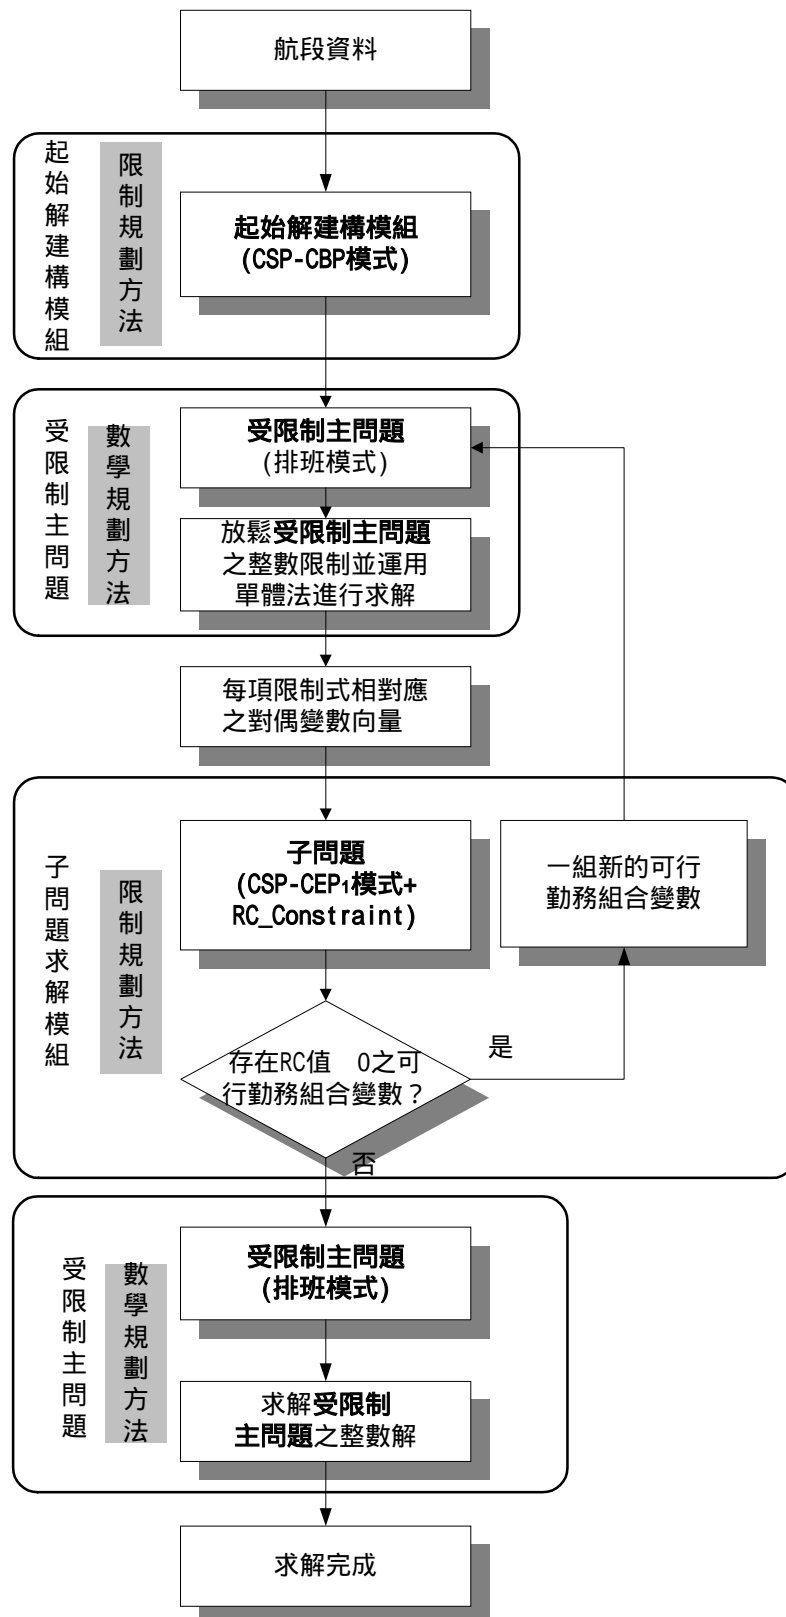 航段資料
起始解建構模組
限制規劃方法
起始解建構模組
(CSP-CBP模式)
受限制主問題
數學規劃方法
受限制主問題
(排班模式)
放鬆受限制主問題
之整數限制並運用
單體法進行求解
每項限制式相對應
之對偶變數向量
子問題求解模組
限制規劃方法
子問題
(CSP-CEP₁模式+
RC_Constraint)
一組新的可行
勤務組合變數
存在RC值 0之可
行勤務組合變數？
是
否
受限制主問題
數學規劃方法
受限制主問題
(排班模式)
求解受限制
主問題之整數解
求解完成